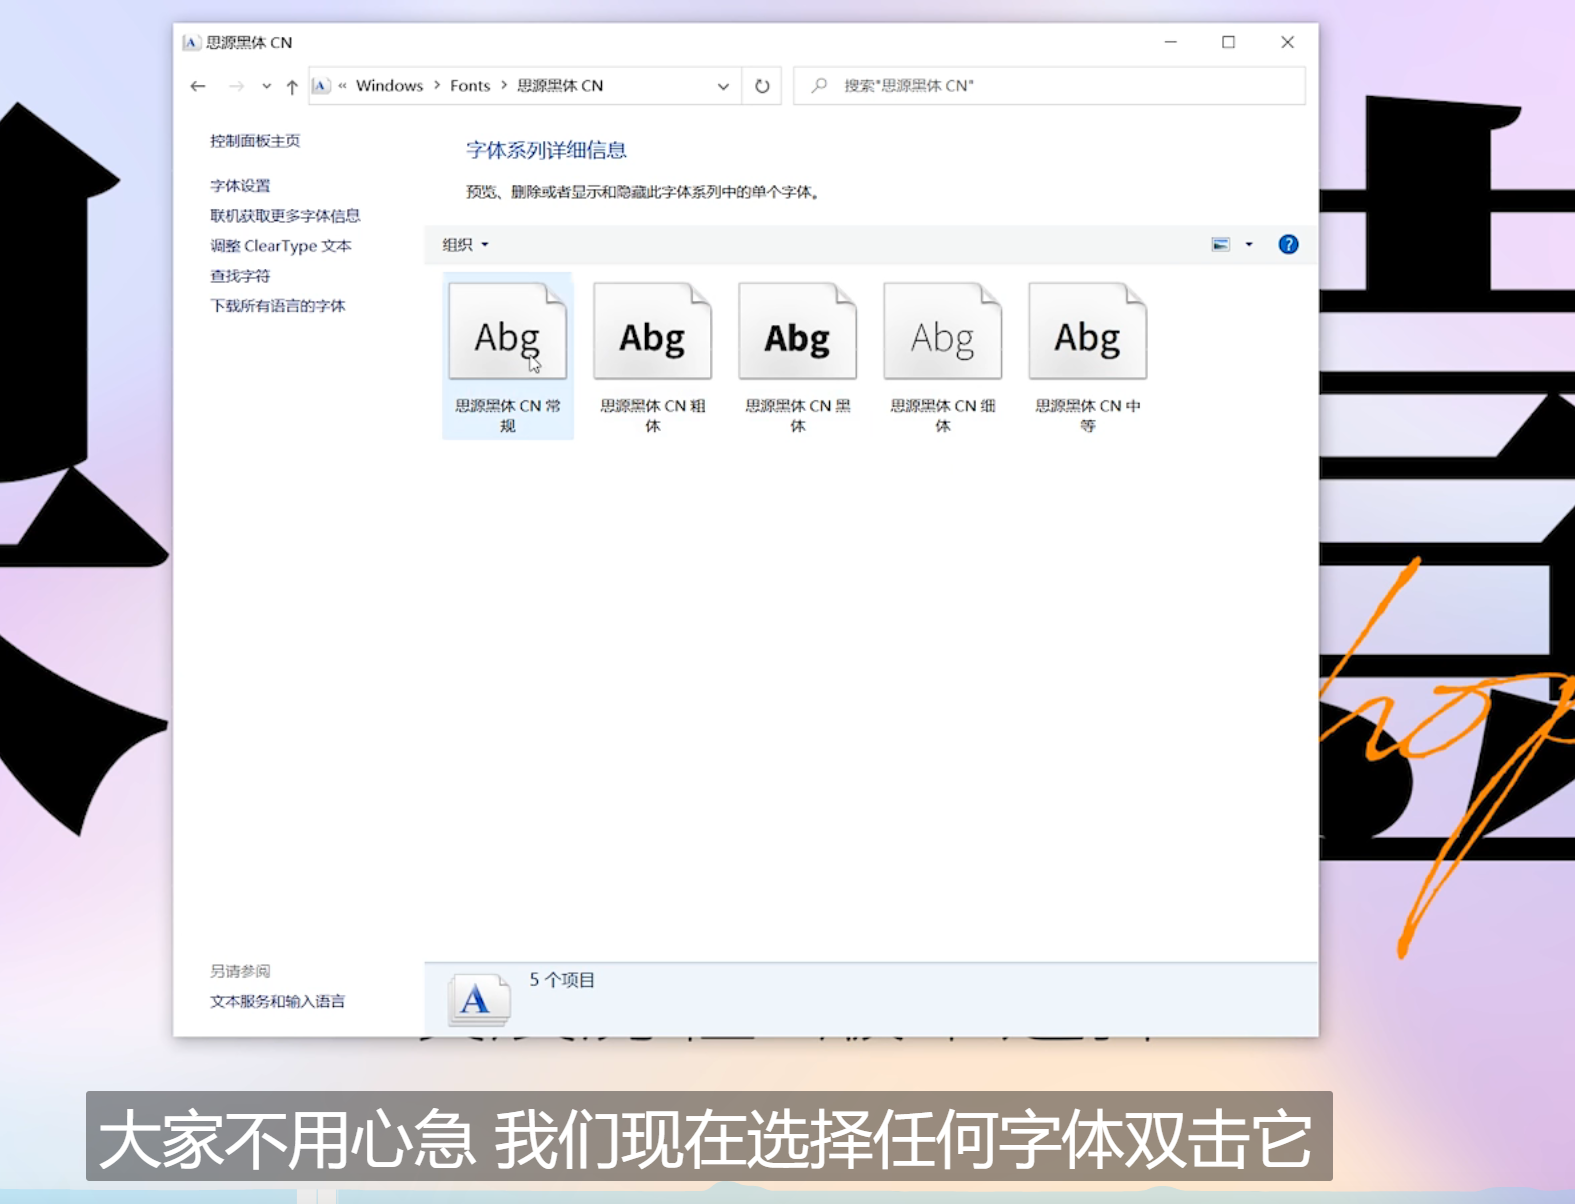 思源黑体 CN
« Windows > Fonts > 思源黑体 CN
搜索"思源黑体 CN"
控制面板主页
字体设置
联机获取更多字体信息
调整 ClearType 文本
查找字符
下载所有语言的字体
字体系列详细信息
预览、删除或者显示和隐藏此字体系列中的单个字体。
组织
Abg
Abg
Abg
Abg
Abg
思源黑体 CN 常
规
思源黑体 CN 粗
体
思源黑体 CN 黑
体
思源黑体 CN 细
体
思源黑体 CN 中
等
另请参阅
文本服务和输入语言
5 个项目
hop
大家不用心急 我们现在选择任何字体双击它